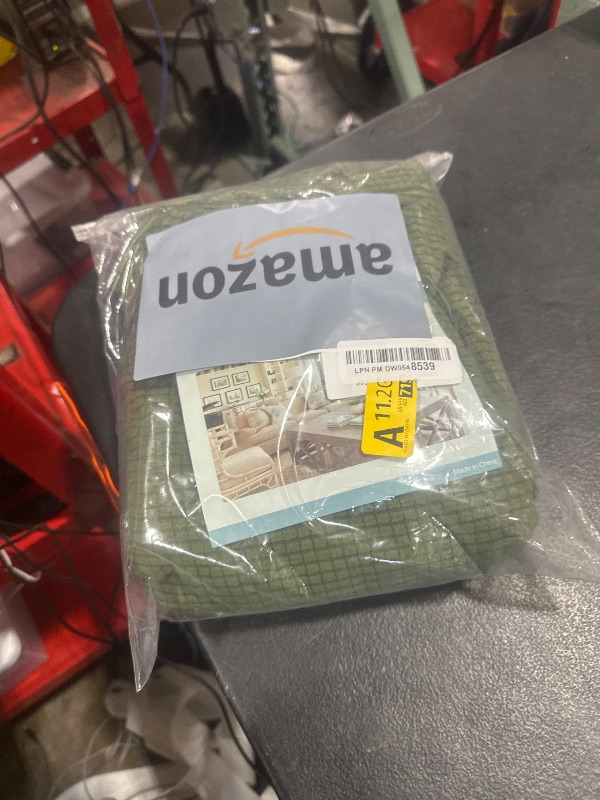 amazon
LPN PM DW0548539
A 11.20
Made in China